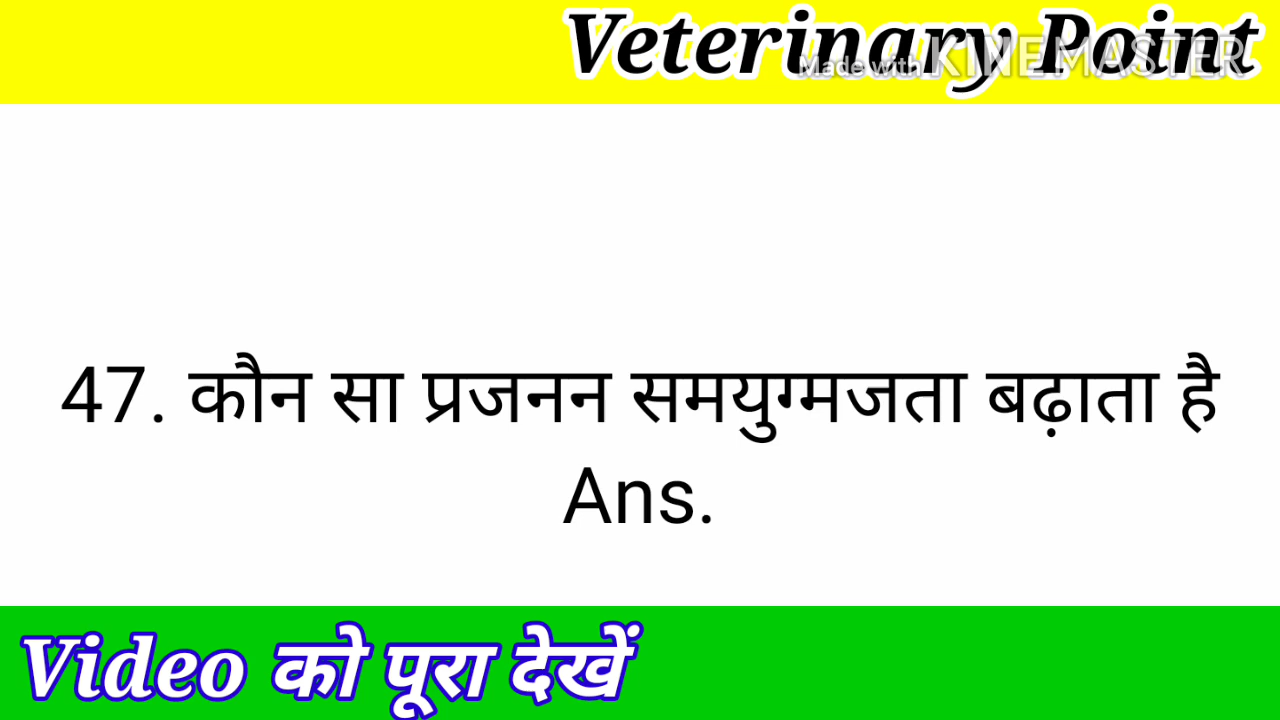 Veterinary Point
Made with KINEMASTER
47. कौन सा प्रजनन समयुग्मजता बढ़ाता है
Ans.
Video को पूरा देखें